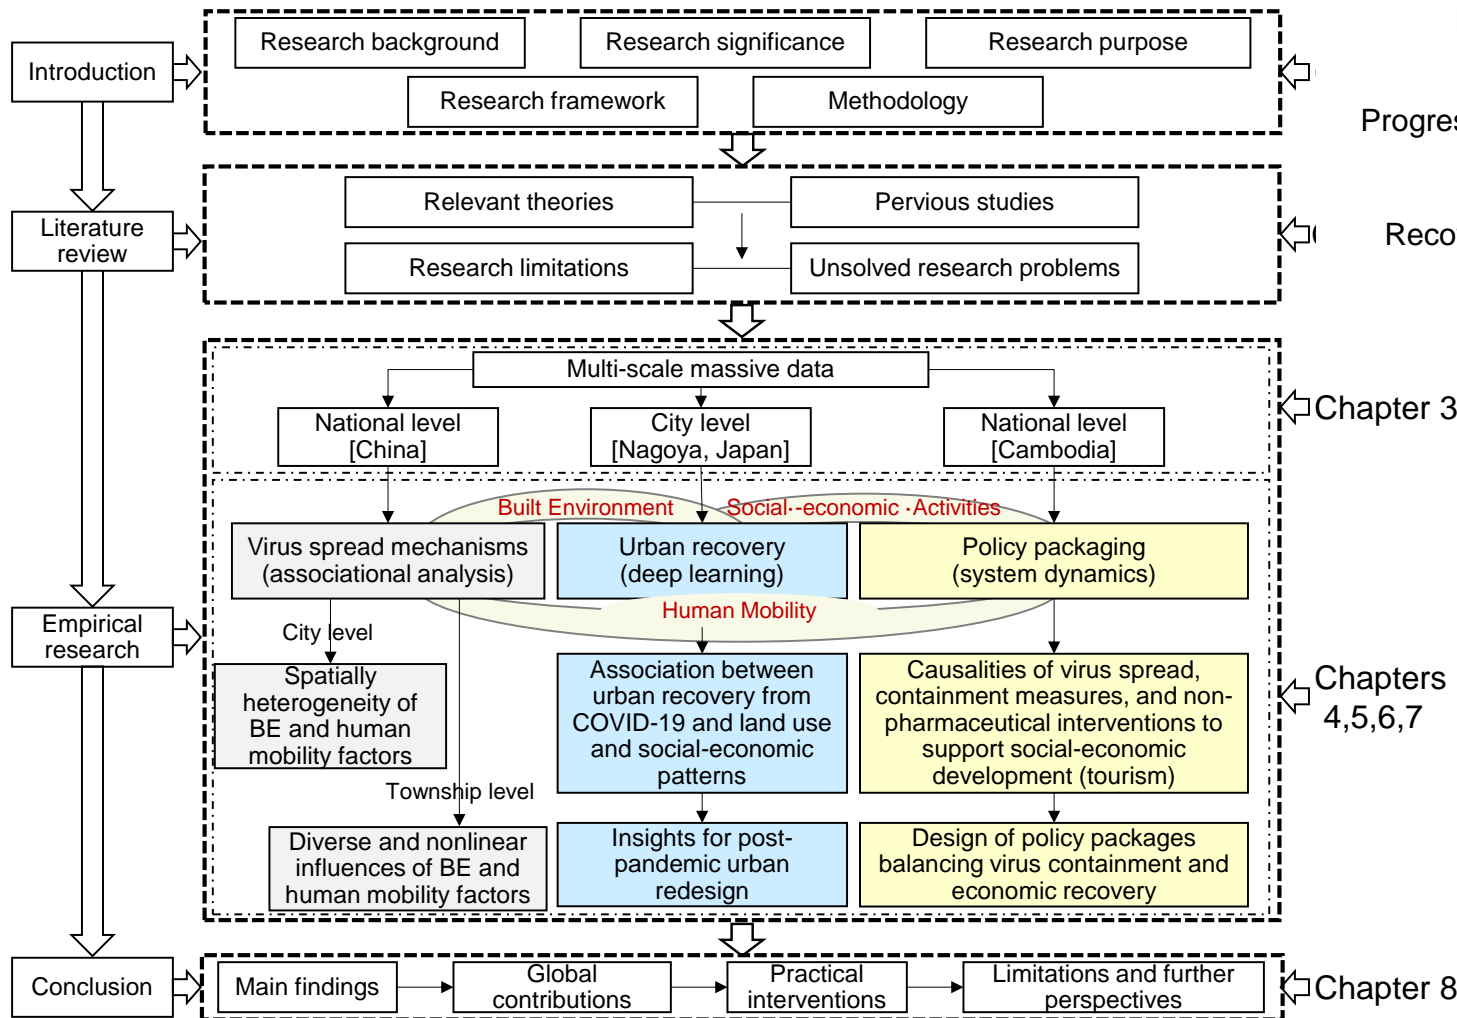 Research background
Research significance
Research purpose
Introduction
Research framework
Methodology
Progres
Relevant theories
Pervious studies
Literature
review
Reco
Research limitations
Unsolved research problems
Multi-scale massive data
National level
[China]
City level
[Nagoya, Japan]
National level
[Cambodia]
Chapter 3
Built Environment
Social--economic ·Activities
Virus spread mechanisms
(associational analysis)
Urban recovery
(deep learning)
Policy packaging
(system dynamics)
Human Mobility
Empirical
research
City level
Spatially
heterogeneity of
BE and human
mobility factors
Association between
urban recovery from
COVID-19 and land use
and social-economic
patterns
Causalities of virus spread,
containment measures, and non-
pharmaceutical interventions to
support social-economic
development (tourism)
Chapters
4,5,6,7
Township level
Diverse and nonlinear
influences of BE and
human mobility factors
Insights for post-
pandemic urban
redesign
Design of policy packages
balancing virus containment and
economic recovery
Conclusion
Main findings
Global
contributions
Practical
interventions
Limitations and further
perspectives
Chapter 8